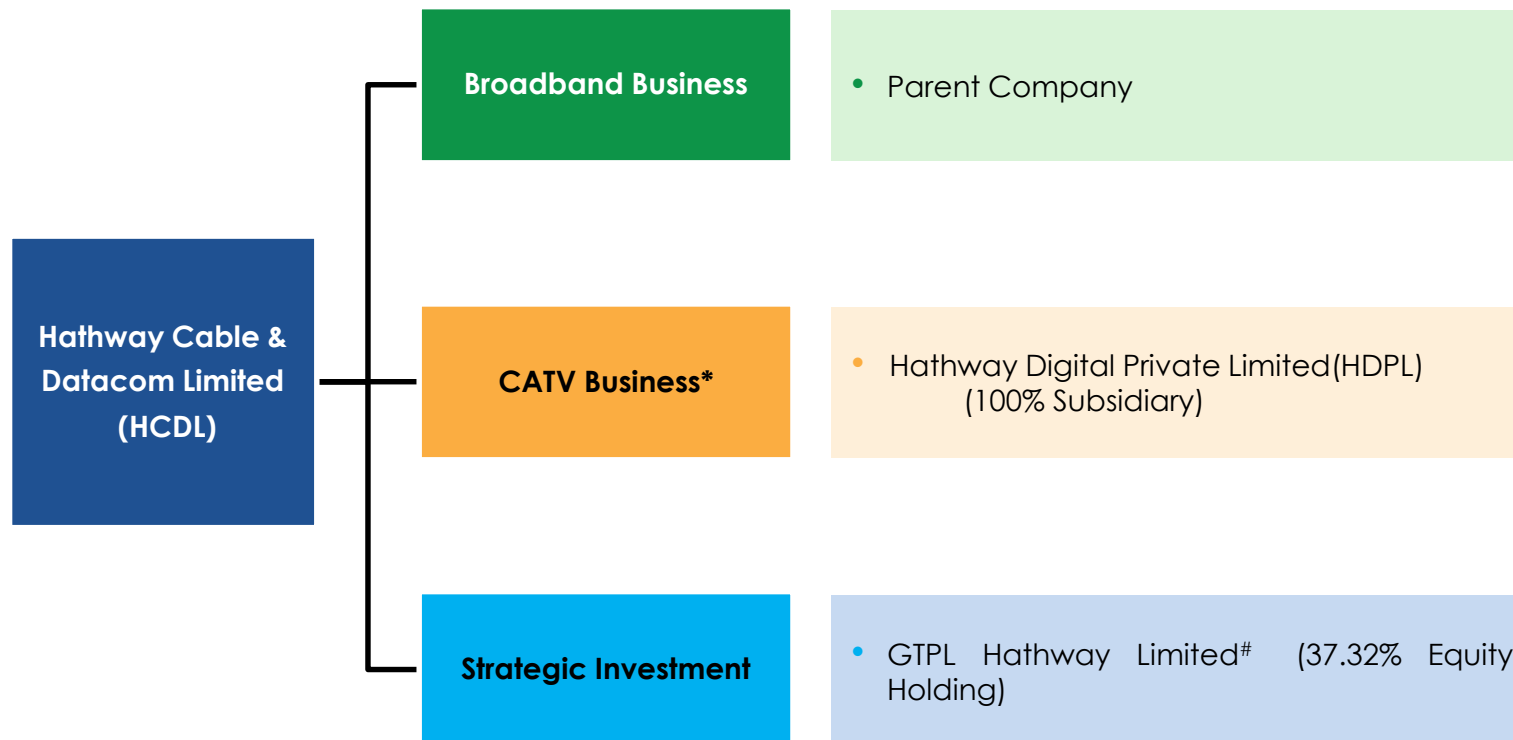 Broadband Business
• Parent Company
Hathway Cable &
Datacom Limited
(HCDL)
CATV Business*
• Hathway Digital Private Limited(HDPL)
(100% Subsidiary)
Strategic Investment
• GTPL Hathway Limited# (37.32% Equity
Holding)